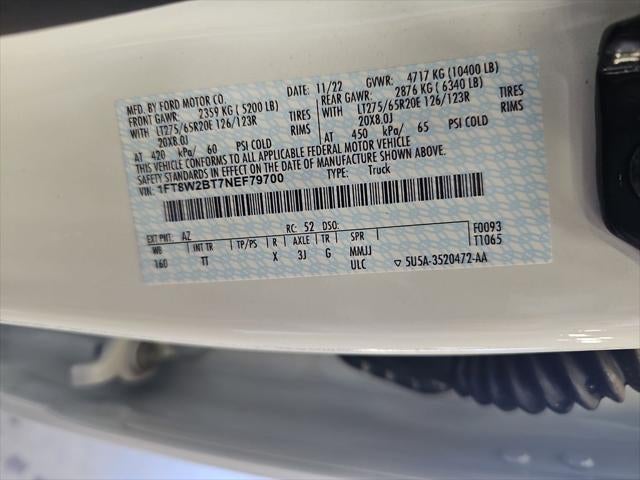 MFD. BY FORD MOTOR CO. DATE: 11/22 GVWR: 4717 KG (10400 LB)
FRONT GAWR: 2359 KG (5200 LB) REAR GAWR: 2876 KG (6340 LB)
WITH LT275/65R20E 126/123R TIRES WITH LT275/65R20E 126/123R TIRES
20X8.0J RIMS 20X8.0J RIMS
AT 420 kPa/ 60 PSI COLD AT 450 kPa/ 65 PSI COLD
THIS VEHICLE CONFORMS TO ALL APPLICABLE FEDERAL MOTOR VEHICLE
SAFETY STANDARDS IN EFFECT ON THE DATE OF MANUFACTURE SHOWN ABOVE.
VIN: 1FT8W2BT7NEF79700 TYPE: Truck
EXT PNT: AZ RC: 52 DSO: F0093
WB INT TR TP/PS R AXLE TR SPR T1065
160 TT X 3J G MMJJ
ULC ▽ 5U5A-3520472-AA